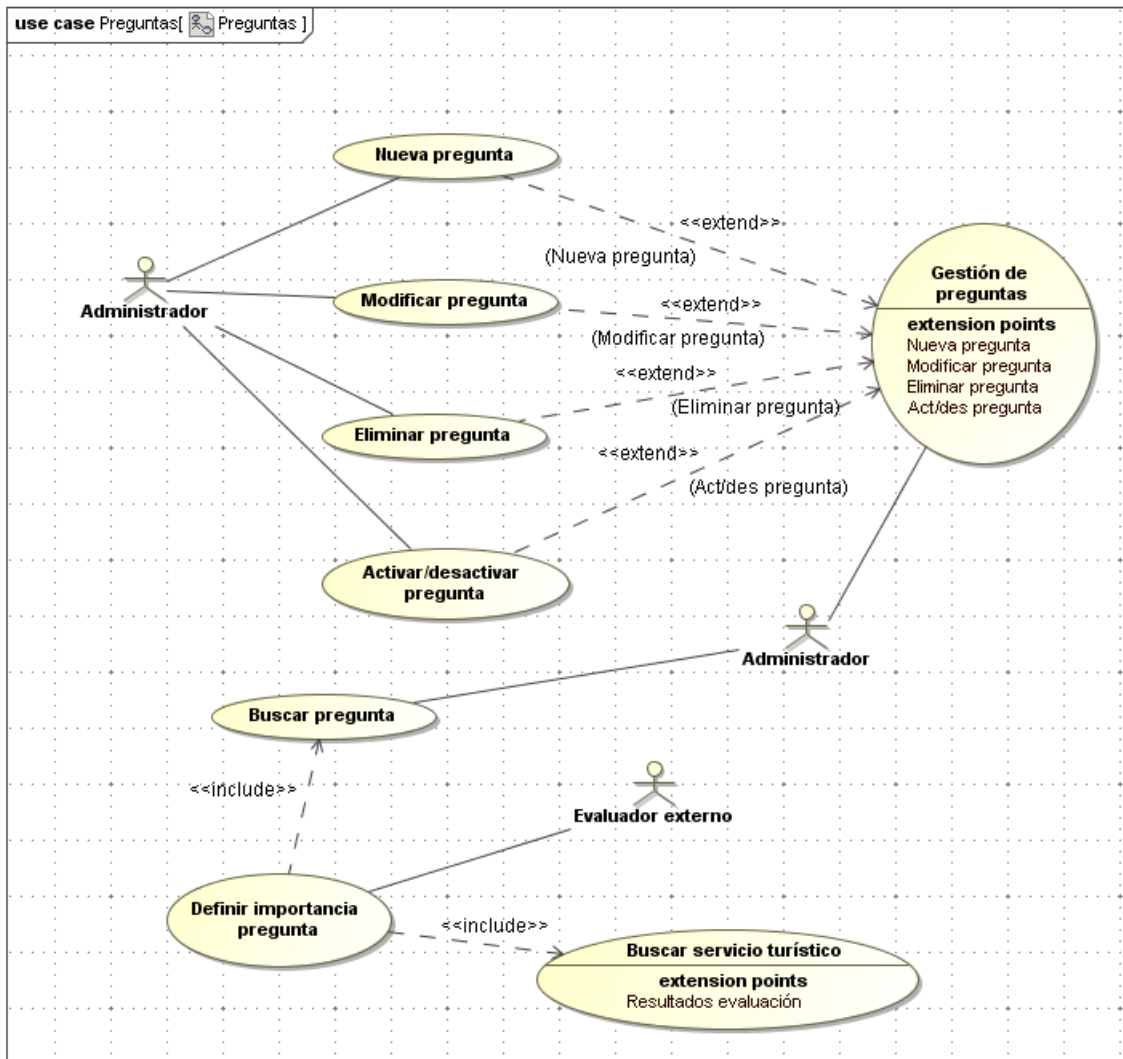 use case Preguntas[ Preguntas ]
Nueva pregunta
<<extend>>
(Nueva pregunta)
Administrador
Modificar pregunta
<<extend>>
(Modificar pregunta)
Gestión de
preguntas
extension points
Nueva pregunta
Modificar pregunta
Eliminar pregunta
Act/des pregunta
<<extend>>
(Eliminar pregunta)
Eliminar pregunta
<<extend>>
(Act/des pregunta)
Activar/desactivar
pregunta
Administrador
Buscar pregunta
<<include>>
Evaluador externo
Definir importancia
pregunta
<<include>>
Buscar servicio turístico
extension points
Resultados evaluación